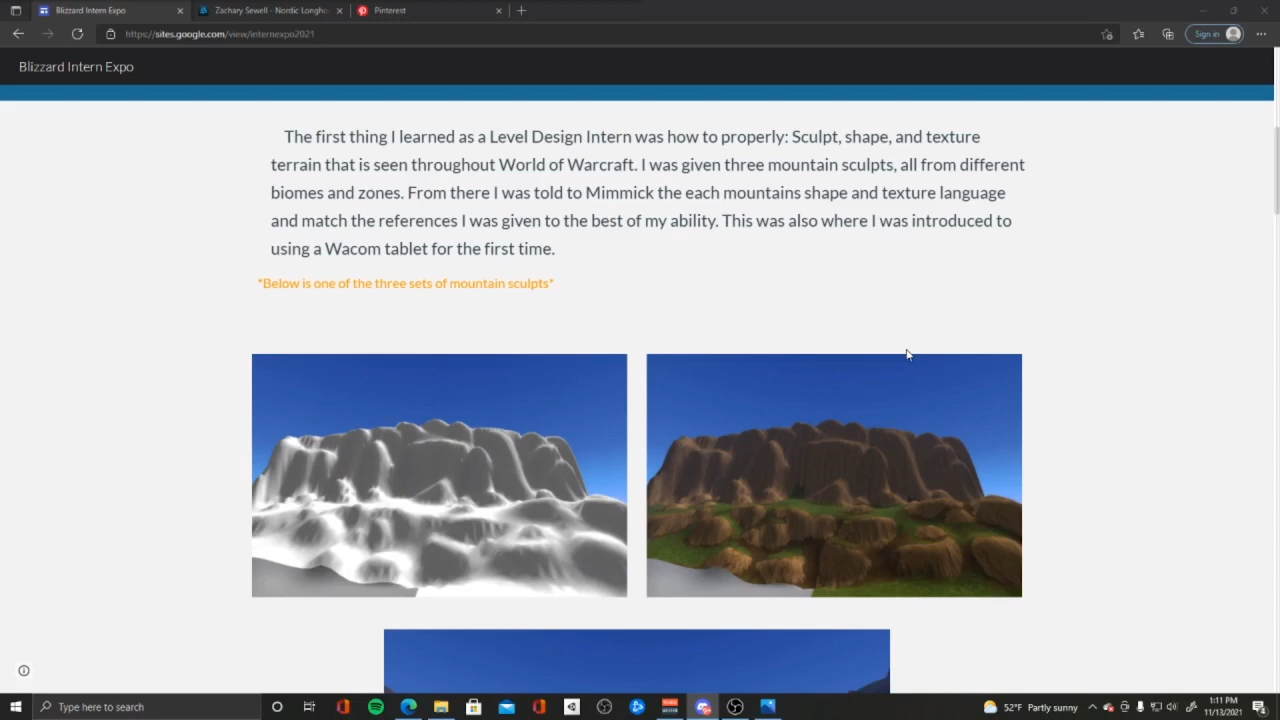 Blizzard Intern Expo
Zachary Sewell - Nordic Longho
Pinterest
https://sites.google.com/view/internexpo2021
Sign in
Blizzard Intern Expo
The first thing I learned as a Level Design Intern was how to properly: Sculpt, shape, and texture
terrain that is seen throughout World of Warcraft. I was given three mountain sculpts, all from different
biomes and zones. From there I was told to Mimmick the each mountains shape and texture language
and match the references I was given to the best of my ability. This was also where I was introduced to
using a Wacom tablet for the first time.
*Below is one of the three sets of mountain sculpts*
Type here to search
52°F Partly sunny
1:11 PM
11/13/2021